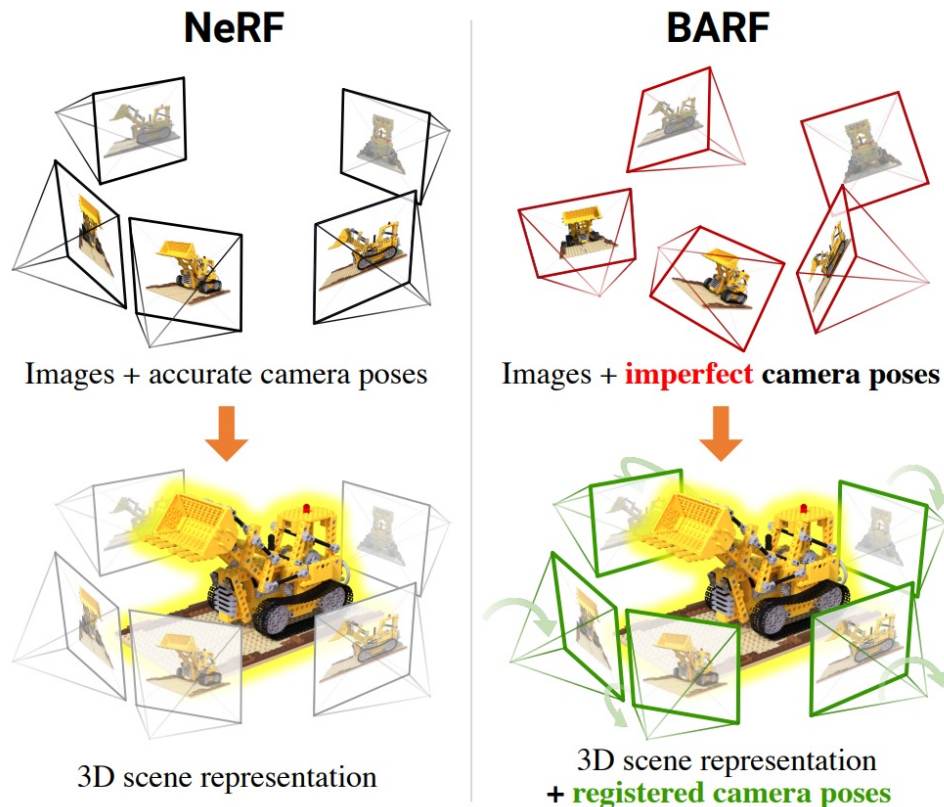 NeRF
Images + accurate camera poses
3D scene representation
BARF
Images + imperfect camera poses
3D scene representation
+ registered camera poses